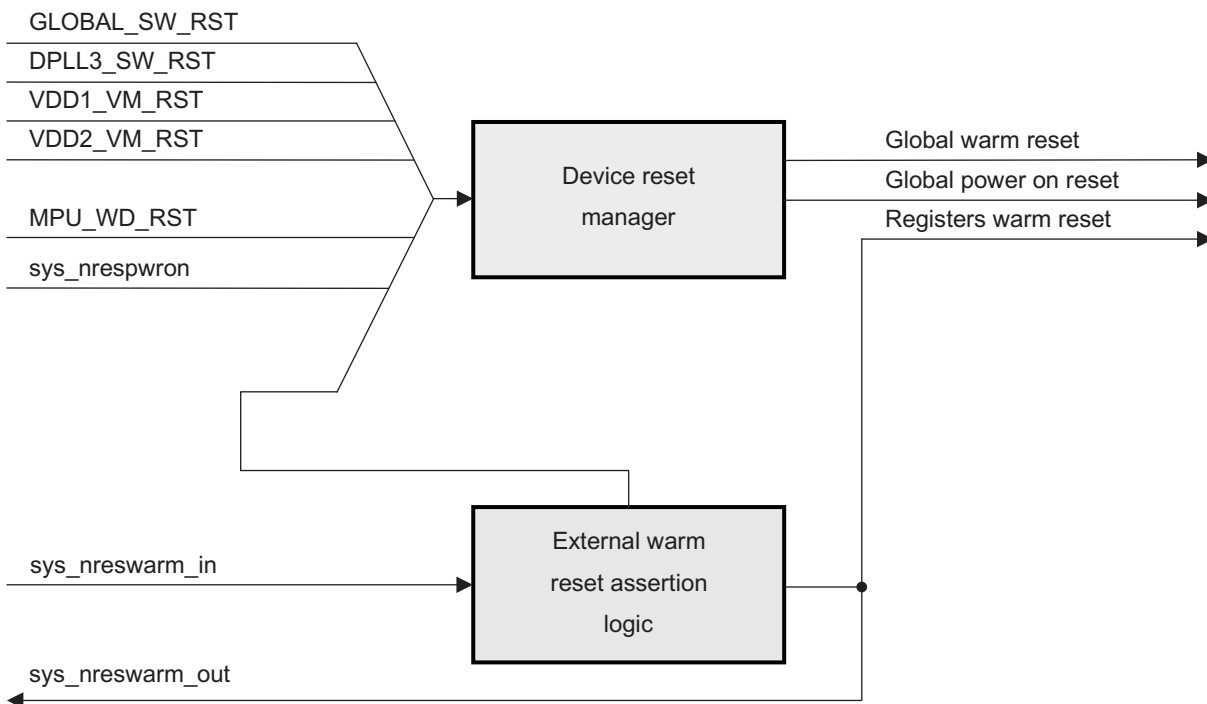 GLOBAL_SW_RST
DPLL3_SW_RST
VDD1_VM_RST
VDD2_VM_RST
MPU_WD_RST
sys_nrespwron
Device reset
manager
Global warm reset
Global power on reset
Registers warm reset
sys_nreswarm_in
External warm
reset assertion
logic
sys_nreswarm_out